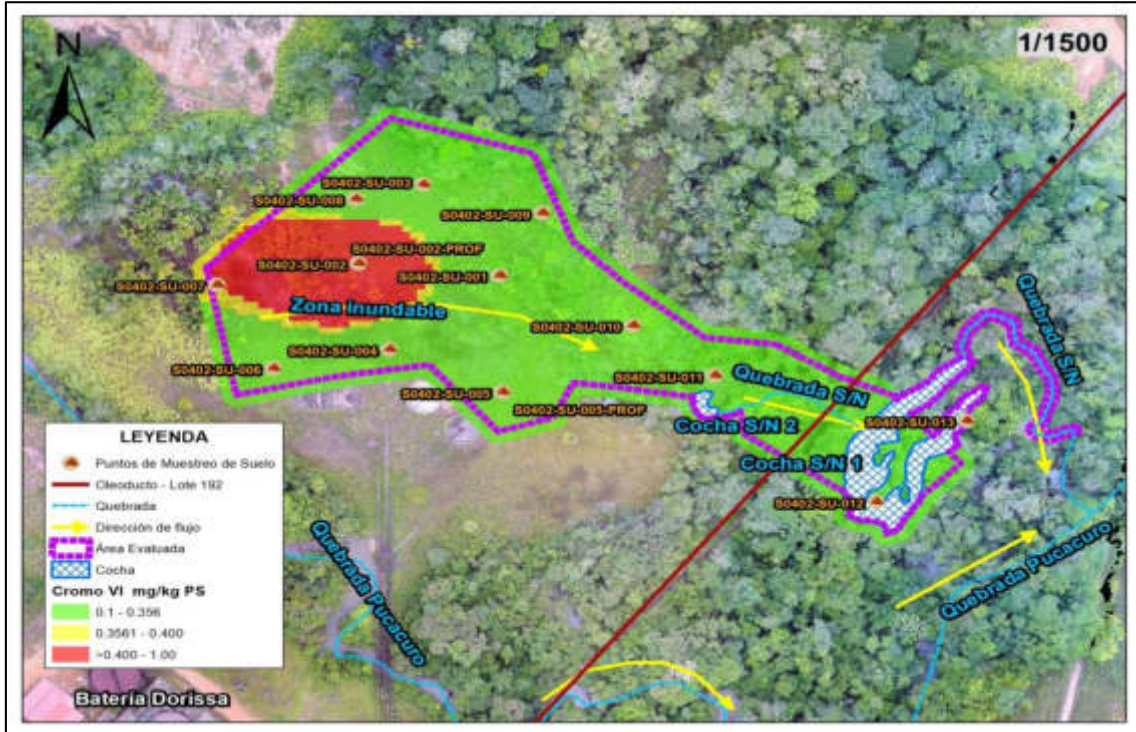 N
1/1500
S0402-SU-003
S0402-SU-008
S0402-SU-009
S0402-SU-002-PROF
S0402-SU-002
S0402-SU-001
S0402-SU-007
Zona Inundable
S0402-SU-010
S0402-SU-004
S0402-SU-006
S0402-SU-011
S0402-SU-005
S0402-SU-005-PROF
Quebrada S/N
Quebrada S/N
Cocha S/N 2
S0402-SU-013
Cocha S/N 1
S0402-SU-012
LEYENDA
Puntos de Muestreo de Suelo
Oleoducto - Lote 192
Quebrada
Dirección de flujo
Área Evaluada
Cocha
Cromo VI mg/kg PS
0.1 - 0.356
0.3561 - 0.400
>0.400 - 1.00
Quebrada Pucacuro
Quebrada Pucacuro
Batería Dorissa